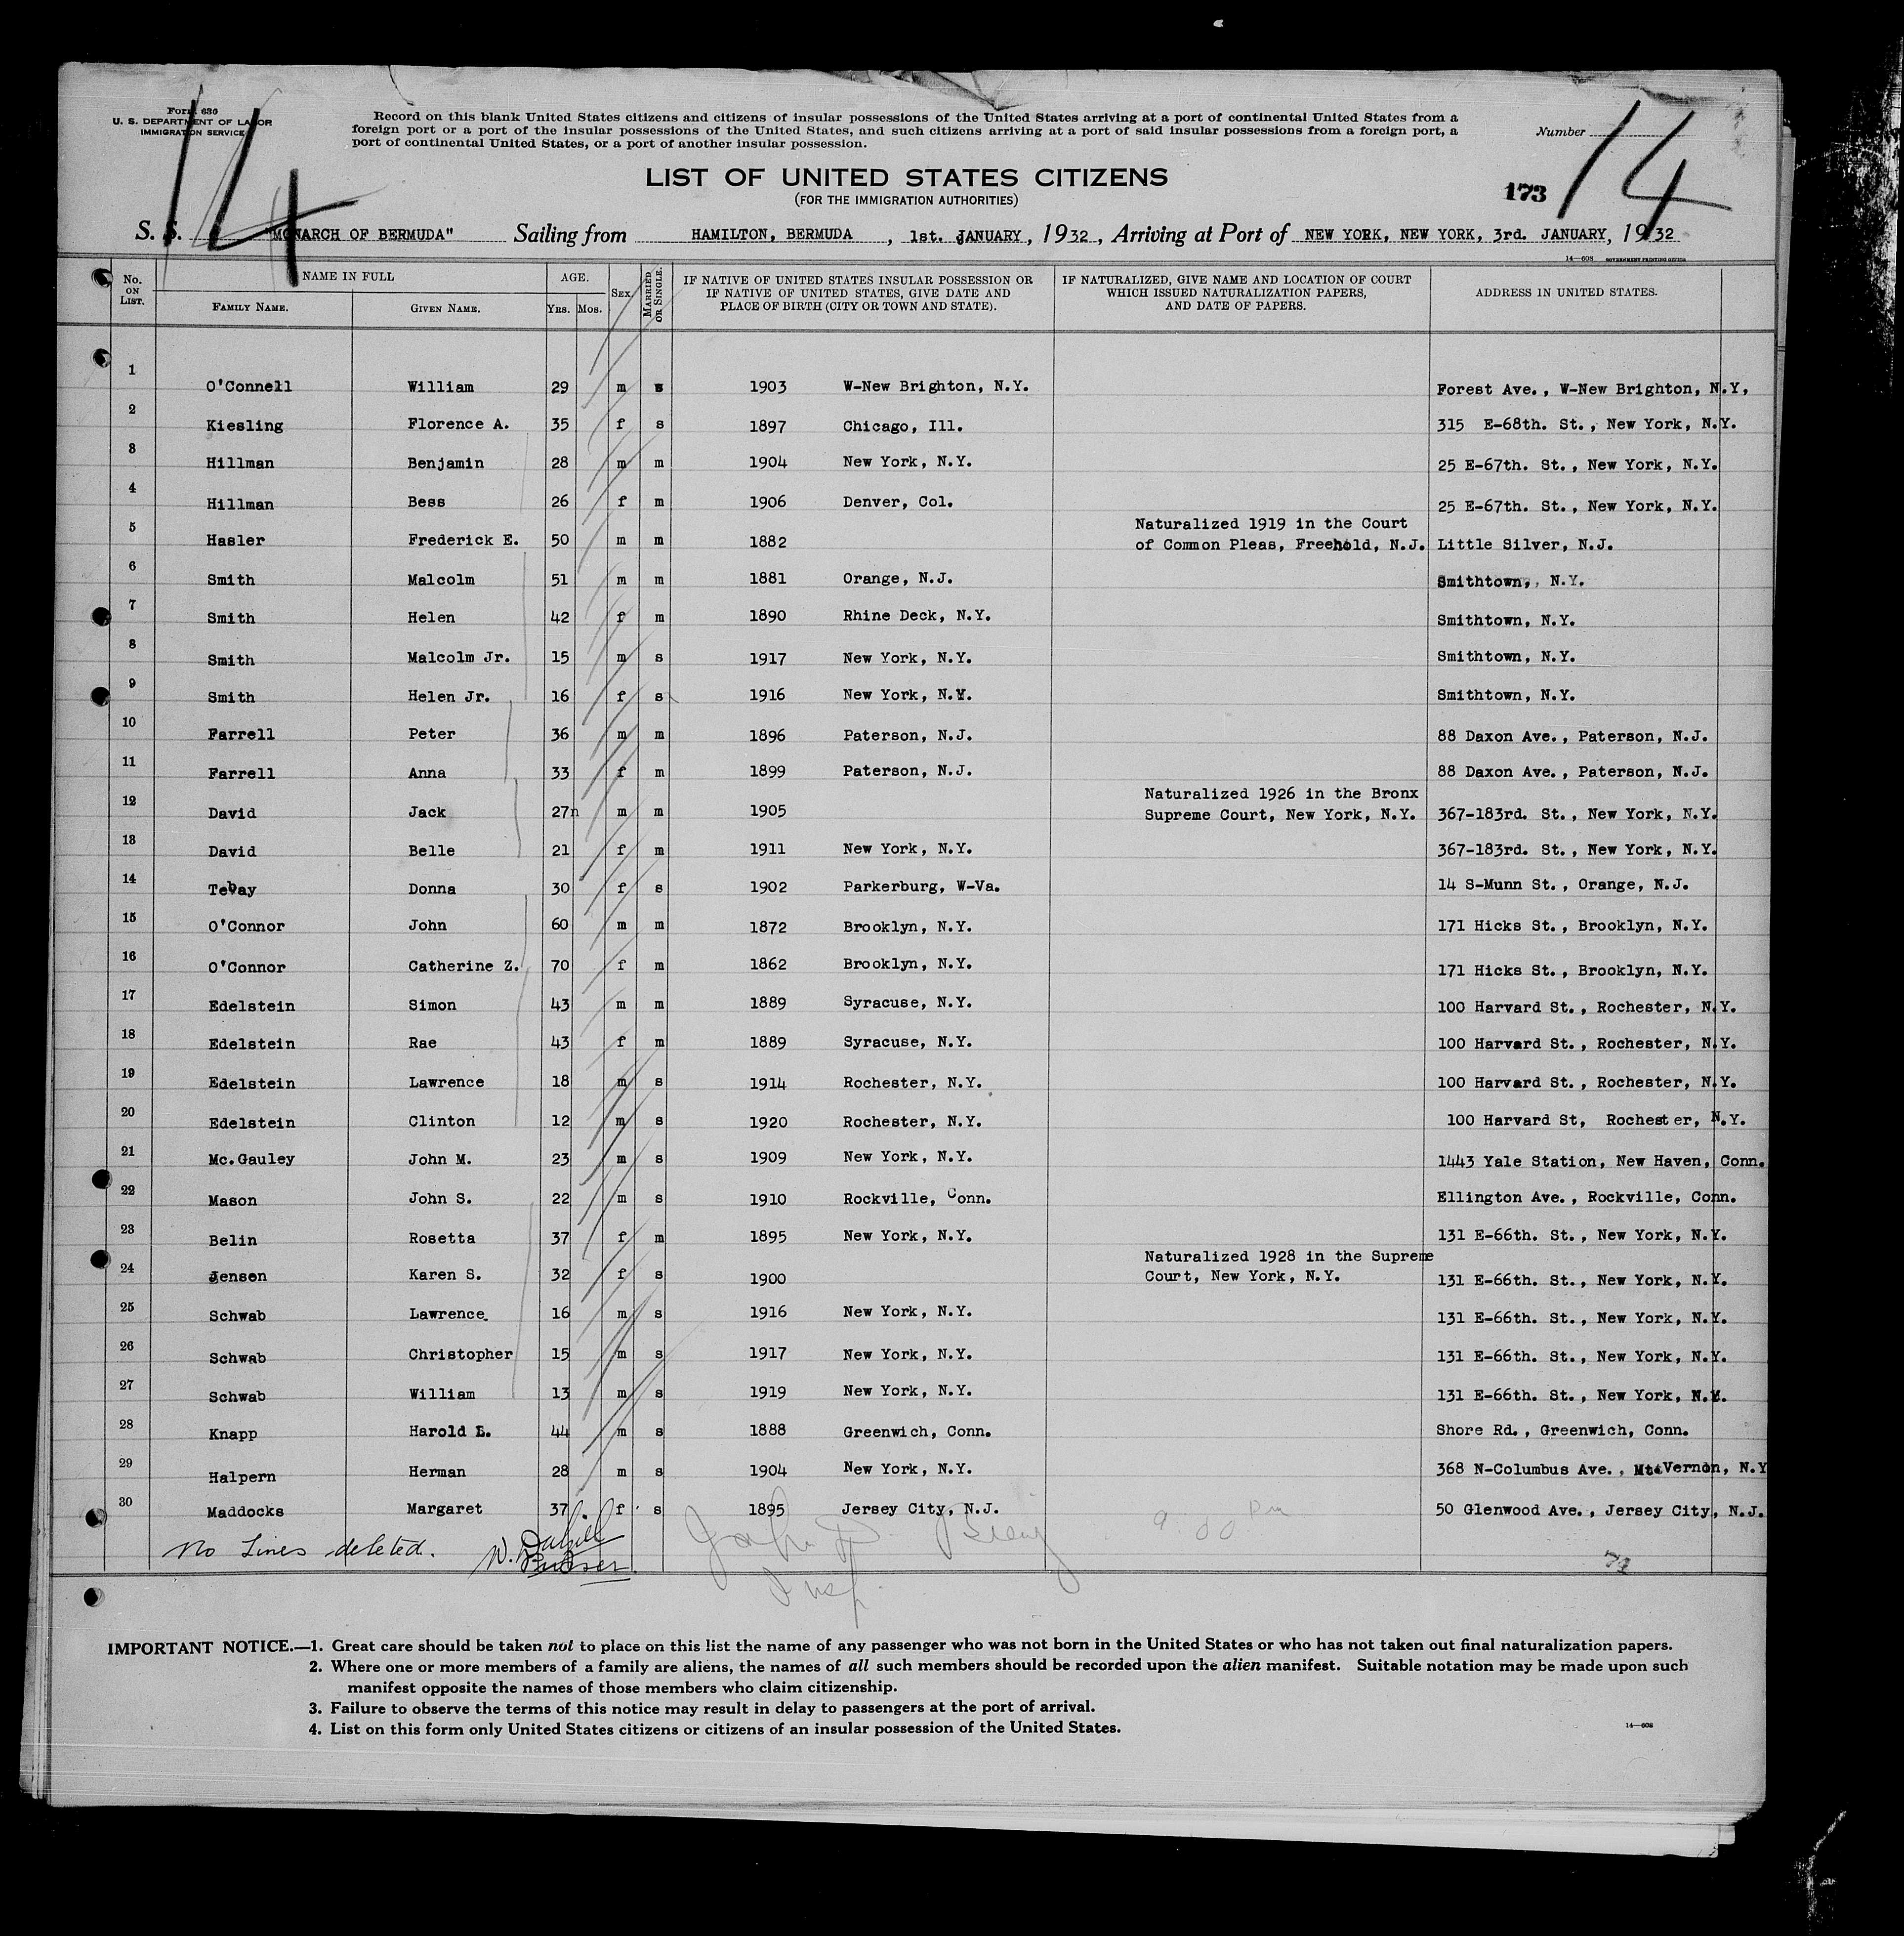 Form 630
U. S. DEPARTMENT OF LABOR
IMMIGRATION SERVICE
14
Record on this blank United States citizens and citizens of insular possessions of the United States arriving at a port of continental United States from a
foreign port or a port of the insular possessions of the United States, and such citizens arriving at a port of said insular possessions from a foreign port, a
port of continental United States, or a port of another insular possession.
Number
14
LIST OF UNITED STATES CITIZENS
(FOR THE IMMIGRATION AUTHORITIES)
173
S. S. "MONARCH OF BERMUDA" Sailing from HAMILTON, BERMUDA, 1st. JANUARY, 1932, Arriving at Port of NEW YORK, NEW YORK, 3rd. JANUARY, 1932
14—608 GOVERNMENT PRINTING OFFICE
No. ON LIST. NAME IN FULL FAMILY NAME. GIVEN NAME. AGE. YRS. MOS. SEX. MARRIED OR SINGLE. IF NATIVE OF UNITED STATES INSULAR POSSESSION OR IF NATIVE OF UNITED STATES, GIVE DATE AND PLACE OF BIRTH (CITY OR TOWN AND STATE). IF NATURALIZED, GIVE NAME AND LOCATION OF COURT WHICH ISSUED NATURALIZATION PAPERS, AND DATE OF PAPERS. ADDRESS IN UNITED STATES.
1 O'Connell William 29 m s 1903 W-New Brighton, N.Y. Forest Ave., W-New Brighton, N.Y,
2 Kiesling Florence A. 35 f s 1897 Chicago, Ill. 315 E-68th. St., New York, N.Y.
3 Hillman Benjamin 28 m m 1904 New York, N.Y. 25 E-67th. St., New York, N.Y.
4 Hillman Bess 26 f m 1906 Denver, Col. 25 E-67th. St., New York, N.Y.
5 Hasler Frederick E. 50 m m 1882 Naturalized 1919 in the Court of Common Pleas, Freehold, N.J. Little Silver, N.J.
6 Smith Malcolm 51 m m 1881 Orange, N.J. Smithtown, N.Y.
7 Smith Helen 42 f m 1890 Rhine Deck, N.Y. Smithtown, N.Y.
8 Smith Malcolm Jr. 15 m s 1917 New York, N.Y. Smithtown, N.Y.
9 Smith Helen Jr. 16 f s 1916 New York, N.Y. Smithtown, N.Y.
10 Farrell Peter 36 m m 1896 Paterson, N.J. 88 Daxon Ave., Paterson, N.J.
11 Farrell Anna 33 f m 1899 Paterson, N.J. 88 Daxon Ave., Paterson, N.J.
12 David Jack 27n m m 1905 Naturalized 1926 in the Bronx Supreme Court, New York, N.Y. 367-183rd. St., New York, N.Y.
13 David Belle 21 f m 1911 New York, N.Y. 367-183rd. St., New York, N.Y.
14 Tebay Donna 30 f s 1902 Parkerburg, W-Va. 14 S-Munn St., Orange, N.J.
15 O'Connor John 60 m m 1872 Brooklyn, N.Y. 171 Hicks St., Brooklyn, N.Y.
16 O'Connor Catherine Z. 70 f m 1862 Brooklyn, N.Y. 171 Hicks St., Brooklyn, N.Y.
17 Edelstein Simon 43 m m 1889 Syracuse, N.Y. 100 Harvard St., Rochester, N.Y.
18 Edelstein Rae 43 f m 1889 Syracuse, N.Y. 100 Harvard St., Rochester, N.Y.
19 Edelstein Lawrence 18 m s 1914 Rochester, N.Y. 100 Harvard St., Rochester, N.Y.
20 Edelstein Clinton 12 m s 1920 Rochester, N.Y. 100 Harvard St, Rochester, N.Y.
21 Mc.Gauley John M. 23 m s 1909 New York, N.Y. 1443 Yale Station, New Haven, Conn.
22 Mason John S. 22 m s 1910 Rockville, Conn. Ellington Ave., Rockville, Conn.
23 Belin Rosetta 37 f m 1895 New York, N.Y. 131 E-66th. St., New York, N.Y.
24 Jensen Karen S. 32 f s 1900 Naturalized 1928 in the Supreme Court, New York, N.Y. 131 E-66th. St., New York, N.Y.
25 Schwab Lawrence 16 m s 1916 New York, N.Y. 131 E-66th. St., New York, N.Y.
26 Schwab Christopher 15 m s 1917 New York, N.Y. 131 E-66th. St., New York, N.Y.
27 Schwab William 13 m s 1919 New York, N.Y. 131 E-66th. St., New York, N.Y.
28 Knapp Harold L. 44 m s 1888 Greenwich, Conn. Shore Rd., Greenwich, Conn.
29 Halpern Herman 28 m s 1904 New York, N.Y. 368 N-Columbus Ave., Mt.Vernon, N.Y
30 Maddocks Margaret 37 f s 1895 Jersey City, N.J. 50 Glenwood Ave., Jersey City, N.J.
No Lines deleted. Purser John Insp. 9:00 Pm
IMPORTANT NOTICE.—1. Great care should be taken not to place on this list the name of any passenger who was not born in the United States or who has not taken out final naturalization papers.
2. Where one or more members of a family are aliens, the names of all such members should be recorded upon the alien manifest. Suitable notation may be made upon such
manifest opposite the names of those members who claim citizenship.
3. Failure to observe the terms of this notice may result in delay to passengers at the port of arrival.
4. List on this form only United States citizens or citizens of an insular possession of the United States.
14—608